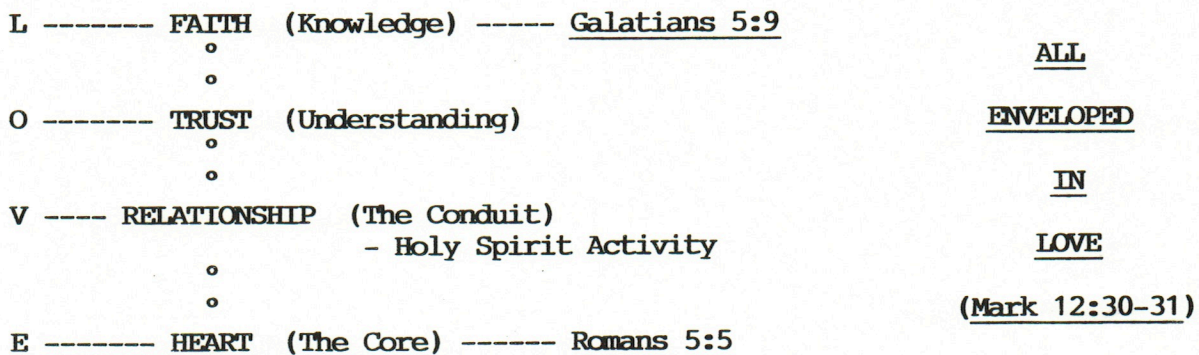 L ------- FAITH (Knowledge) ----- Galatians 5:9
o
ALL
o
O ------- TRUST (Understanding)
ENVELOPED
o
o
IN
V ---- RELATIONSHIP (The Conduit)
- Holy Spirit Activity
LOVE
o
o
(Mark 12:30-31)
E ------- HEART (The Core) ------ Romans 5:5